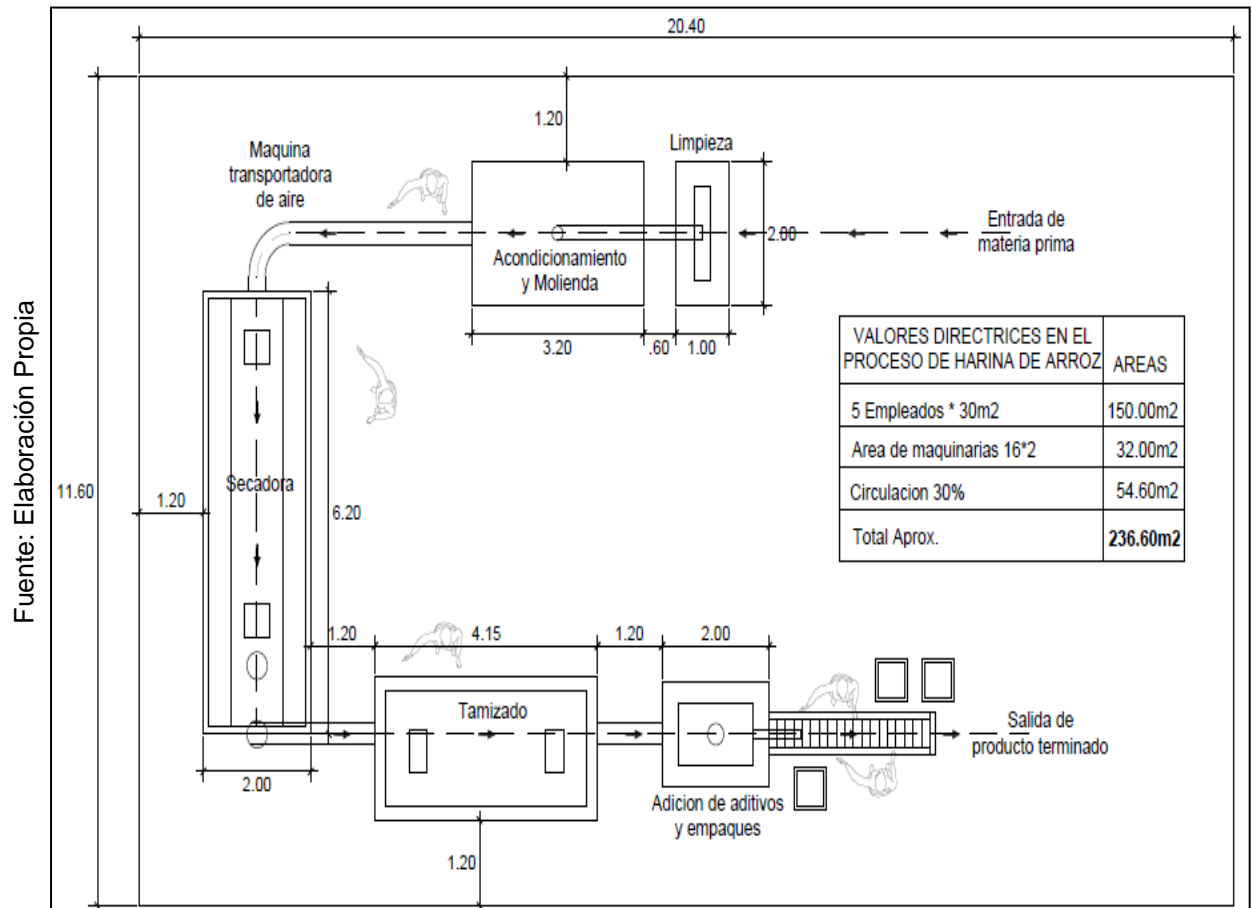 20.40
1.20
Limpieza
Maquina
transportadora
de aire
Entrada de
materia prima
2.00
Acondicionamiento
y Molienda
3.20
.60
1.00
VALORES DIRECTRICES EN EL
PROCESO DE HARINA DE ARROZ
AREAS
5 Empleados * 30m2
150.00m2
Area de maquinarias 16*2
32.00m2
Circulacion 30%
54.60m2
Total Aprox.
236.60m2
Fuente: Elaboración Propia
11.60
1.20
Secadora
6.20
1.20
4.15
1.20
2.00
Tamizado
Salida de
producto terminado
2.00
Adicion de aditivos
y empaques
1.20